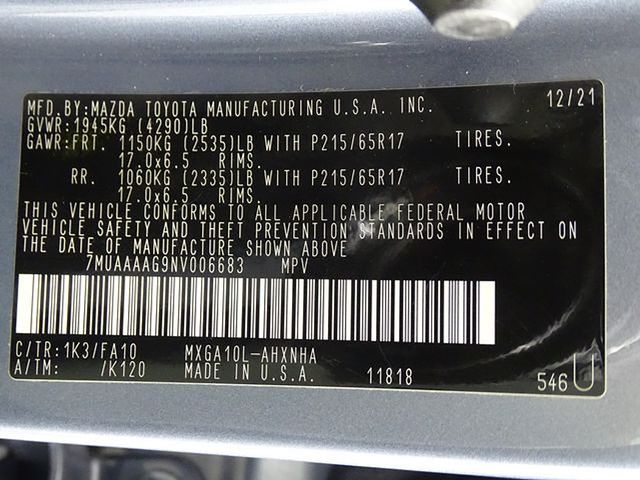 MFD.BY:MAZDA TOYOTA MANUFACTURING U.S.A. INC. 12/21
GVWR:1945KG (4290)LB
GAWR:FRT. 1150KG (2535)LB WITH P215/65R17 TIRES.
17.0x6.5 RIMS.
RR. 1060KG (2335)LB WITH P215/65R17 TIRES.
17.0x6.5 RIMS.
THIS VEHICLE CONFORMS TO ALL APPLICABLE FEDERAL MOTOR
VEHICLE SAFETY AND THEFT PREVENTION STANDARDS IN EFFECT ON
THE DATE OF MANUFACTURE SHOWN ABOVE
7MUAAAAG9NV006683 MPV
C/TR:1K3/FA10 MXGA10L-AHXNHA
A/TM: /K120 MADE IN U.S.A. 11818 546 U